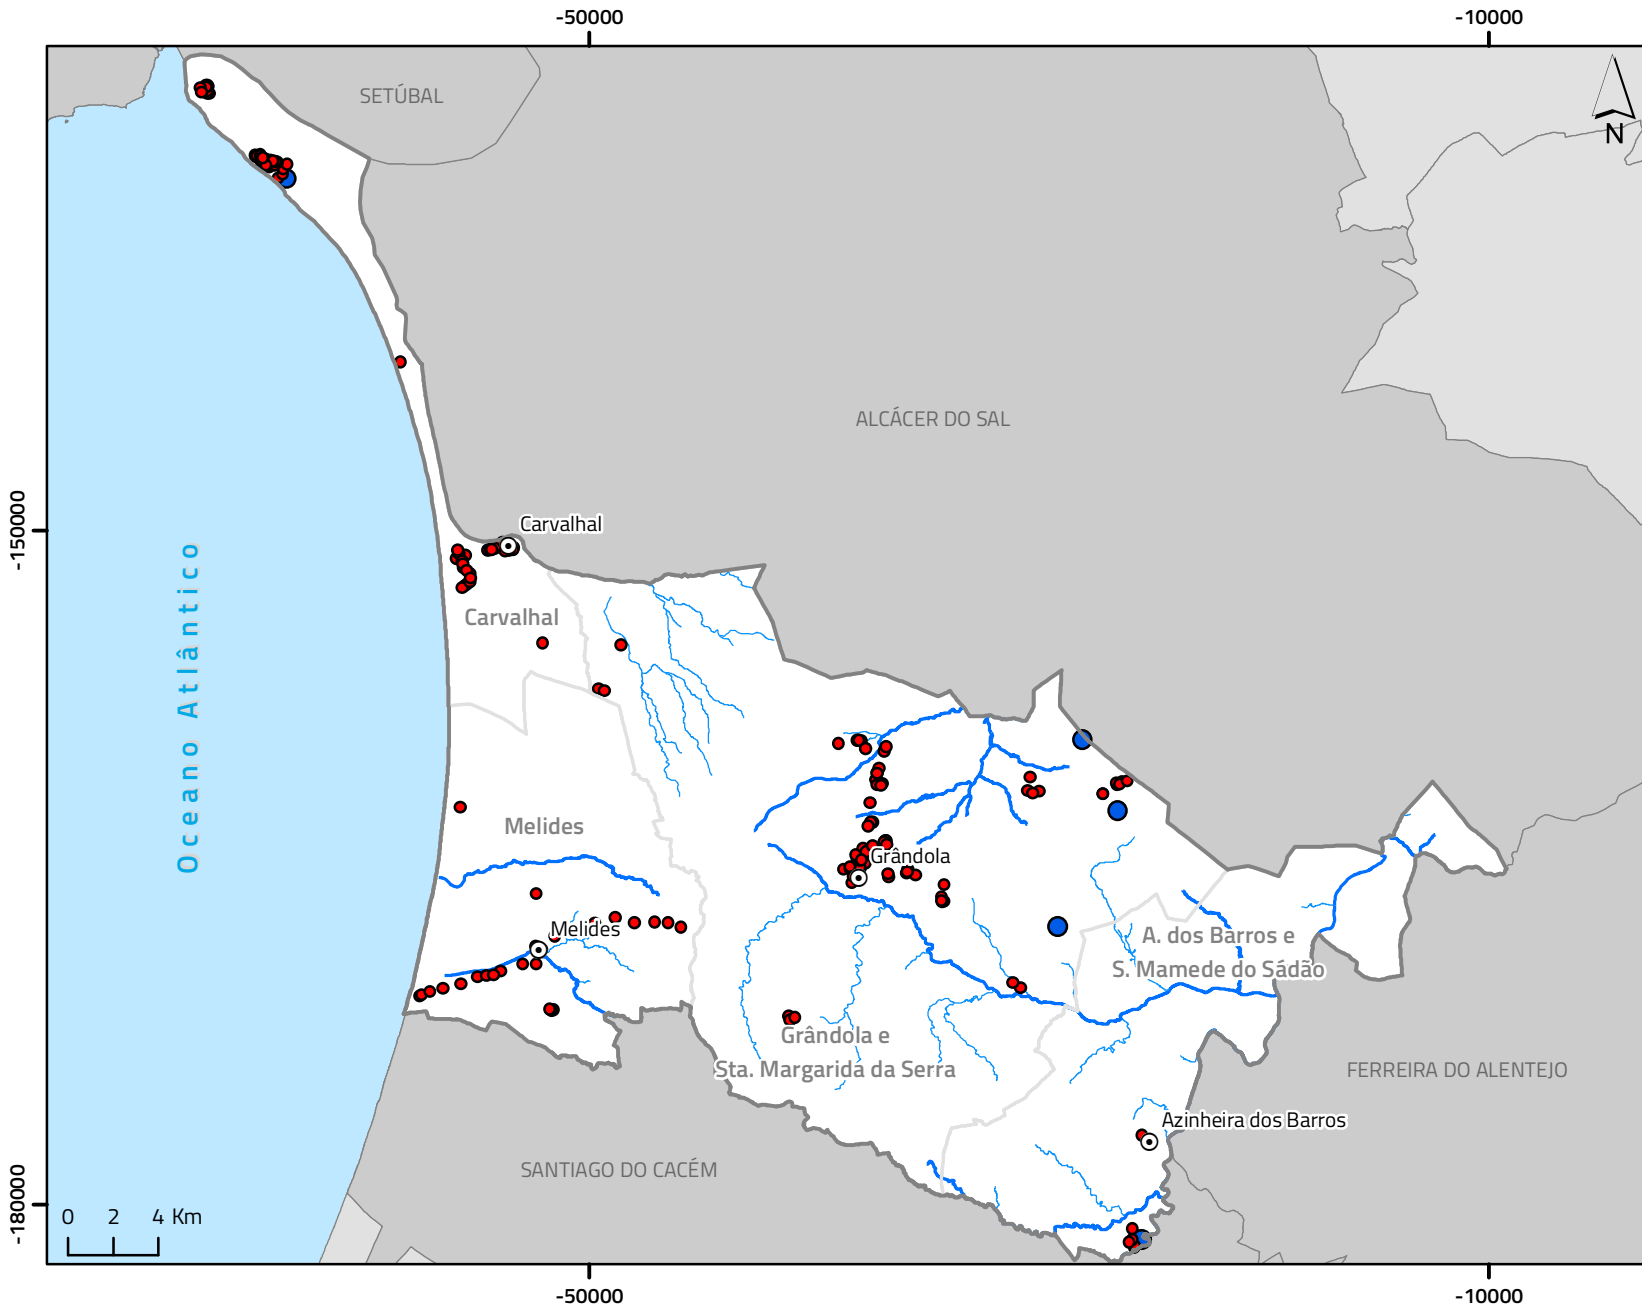 -50000
-10000
SETÚBAL
N
ALCÁCER DO SAL
-150000
Carvalhal
Oceano Atlântico
Carvalhal
Melides
Grândola
Melides
A. dos Barros e
S. Mamede do Sádão
Grândola e
Sta. Margarida da Serra
FERREIRA DO ALENTEJO
Azinheira dos Barros
SANTIAGO DO CACÉM
-180000
0 2 4 Km
-50000
-10000